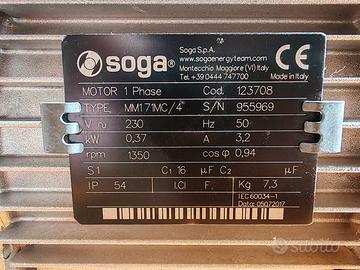 soga®
Soga S.p.A.
www.sogaenergyteam.com
Montecchio Maggiore (VI) Italy
Tel +39 0444 747700
CE
Made in Italy
MOTOR 1 Phase Cod. 123708
TYPE MM171MC/4 S/N 955969
V ~ 230 Hz 50
kW 0,37 A 3,2
rpm 1350 cos φ 0,94
S1 C1 16 µF C2 µF
IP 54 I.Cl F. Kg 7,3
IEC 60034-1
Data: 05072017
subito